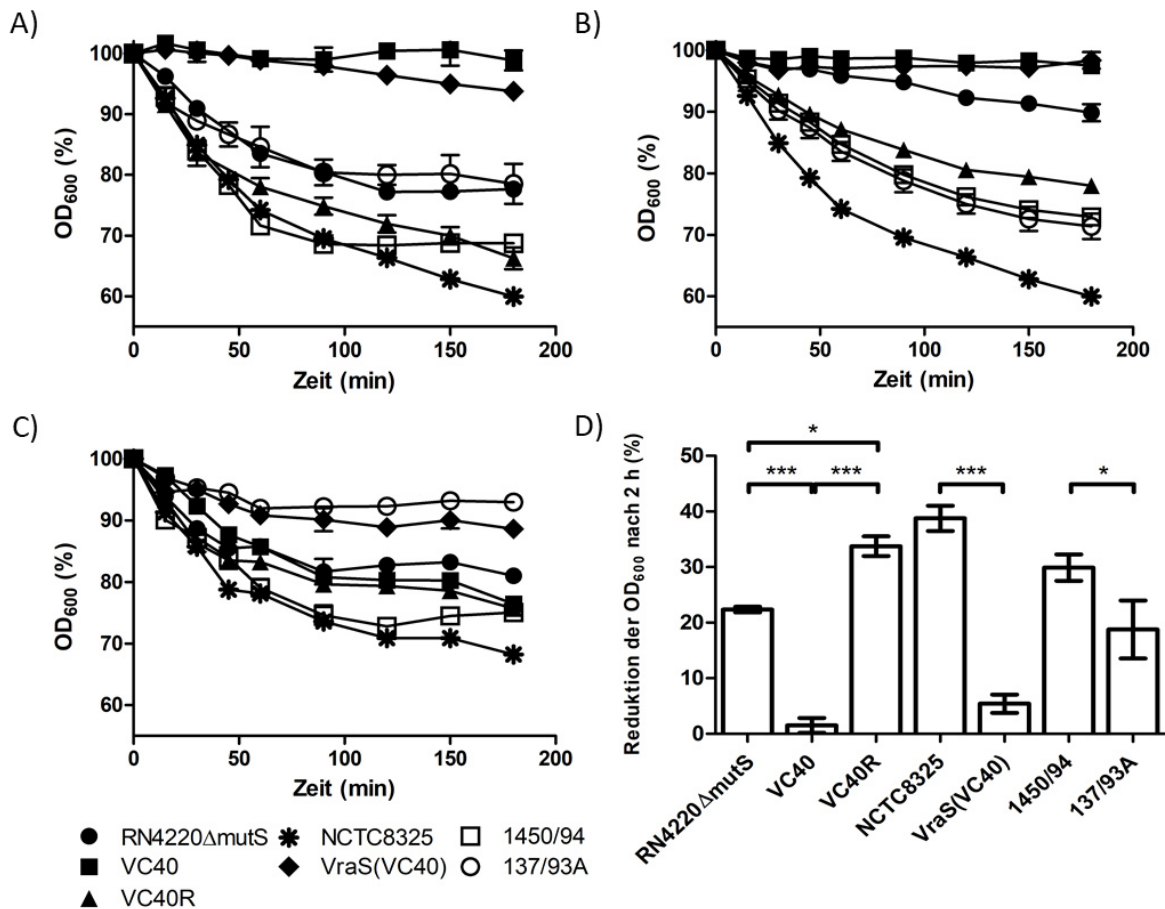 A)
100
90
80
70
60
OD600 (%)
0 50 100 150 200
Zeit (min)
B)
100
90
80
70
60
OD600 (%)
0 50 100 150 200
Zeit (min)
C)
100
90
80
70
60
OD600 (%)
0 50 100 150 200
Zeit (min)
D)
Reduktion der OD600 nach 2 h (%)
50
40
30
20
10
0
*
*** *** *** *
RN4220ΔmutS
VC40
VC40R
NCTC8325
VraS(VC40)
1450/94
137/93A
RN4220ΔmutS NCTC8325 1450/94
VC40 VraS(VC40) 137/93A
VC40R